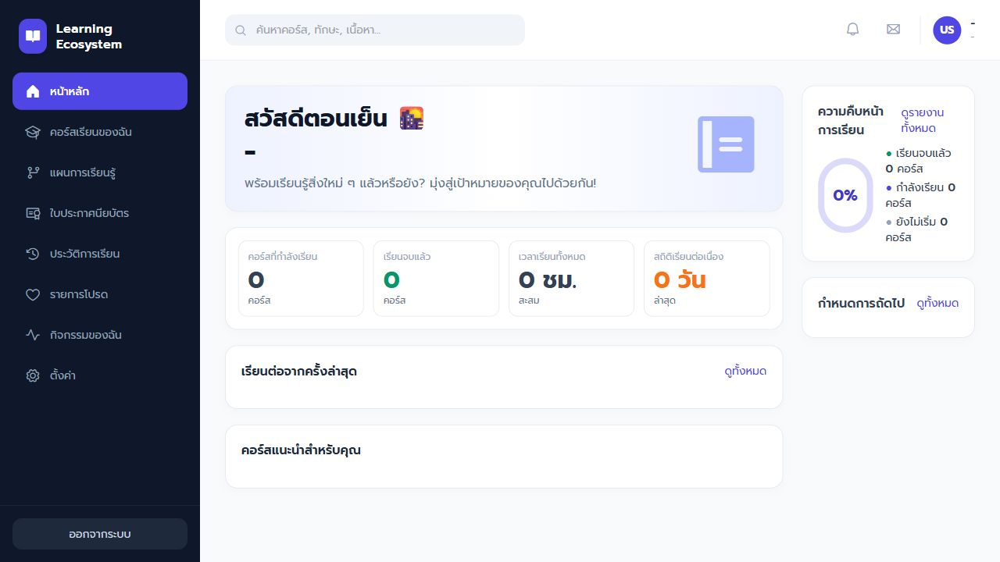 Learning
Ecosystem
หน้าหลัก
คอร์สเรียนของฉัน
แผนการเรียนรู้
ใบประกาศนียบัตร
ประวัติการเรียน
รายการโปรด
กิจกรรมของฉัน
ตั้งค่า
ออกจากระบบ
ค้นหาคอร์ส, ทักษะ, เนื้อหา...
US
-
-
สวัสดีตอนเย็น 🌇
-
พร้อมเรียนรู้สิ่งใหม่ ๆ แล้วหรือยัง? มุ่งสู่เป้าหมายของคุณไปด้วยกัน!
คอร์สที่กำลังเรียน
0
คอร์ส
เรียนจบแล้ว
0
คอร์ส
เวลาเรียนทั้งหมด
0 ชม.
สะสม
สถิติเรียนต่อเนื่อง
0 วัน
ล่าสุด
เรียนต่อจากครั้งล่าสุด
ดูทั้งหมด
คอร์สแนะนำสำหรับคุณ
ความคืบหน้า
การเรียน
ดูรายงาน
ทั้งหมด
0%
● เรียนจบแล้ว
0 คอร์ส
● กำลังเรียน 0
คอร์ส
● ยังไม่เริ่ม 0
คอร์ส
กำหนดการถัดไป
ดูทั้งหมด